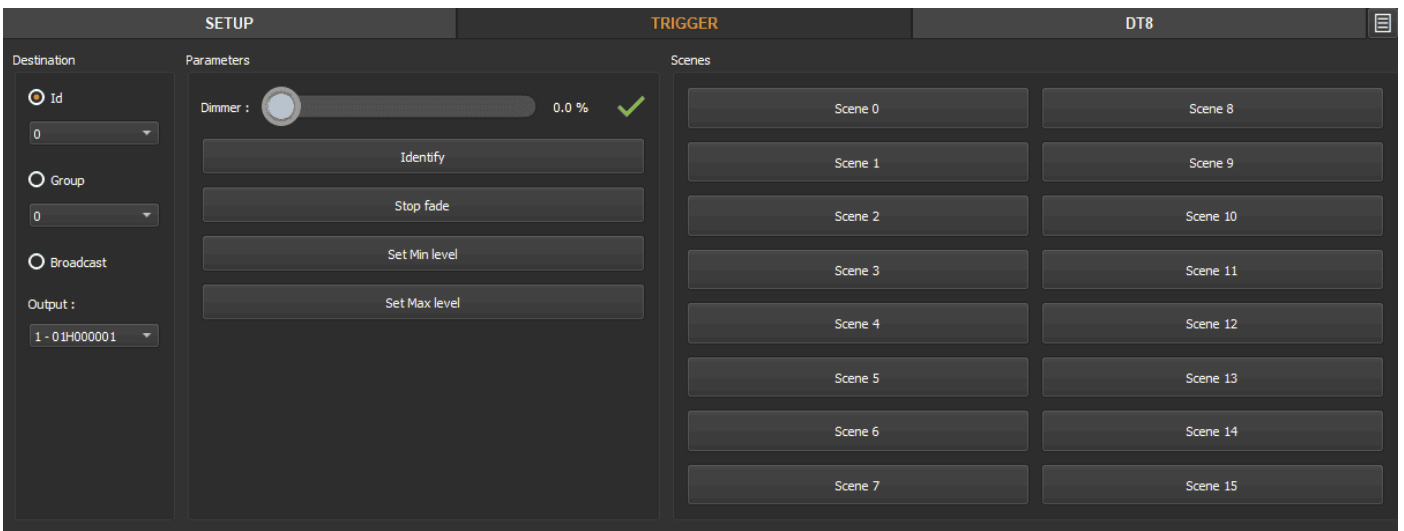 SETUP
TRIGGER
DT8
Destination
Id
0
Group
0
Broadcast
Output :
1 - 01H000001
Parameters
Dimmer :
0.0 %
Identify
Stop fade
Set Min level
Set Max level
Scenes
Scene 0
Scene 8
Scene 1
Scene 9
Scene 2
Scene 10
Scene 3
Scene 11
Scene 4
Scene 12
Scene 5
Scene 13
Scene 6
Scene 14
Scene 7
Scene 15